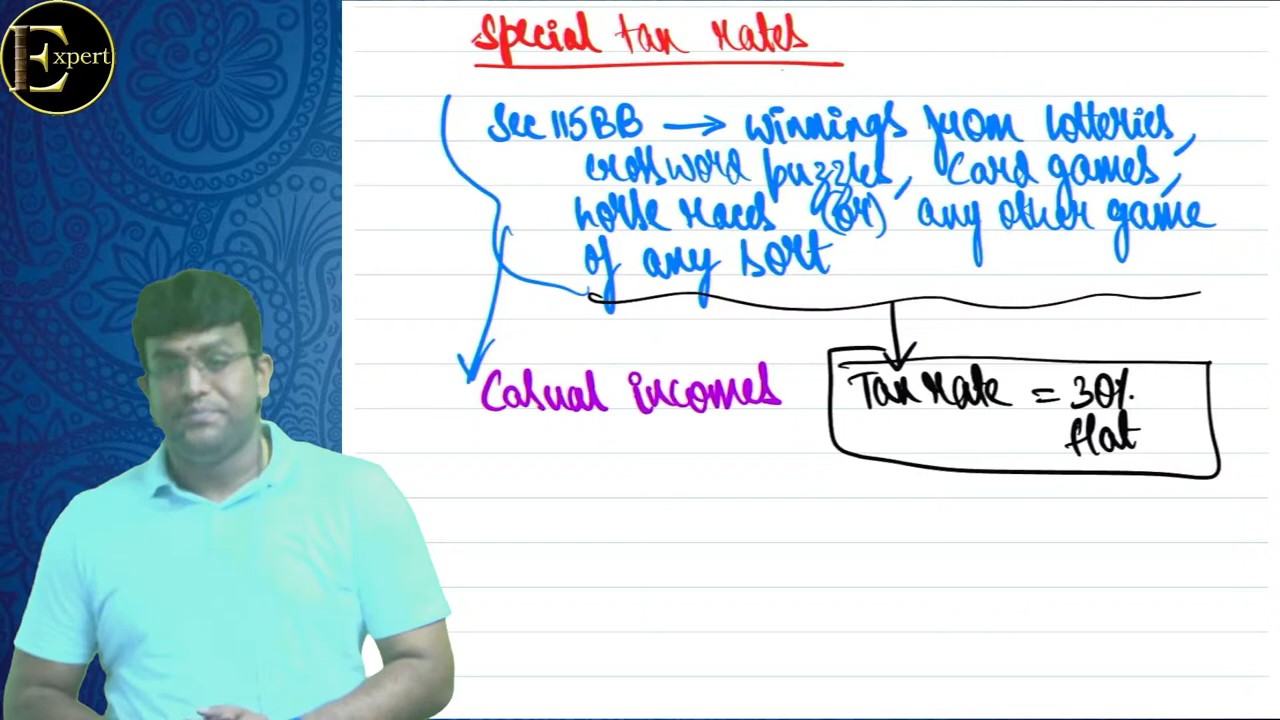 Expert
Special tax rates
Sec 115BB → winnings from lotteries,
crossword puzzles, card games,
horse races (or) any other game
of any sort
Casual incomes
Tax rate = 30%
flat